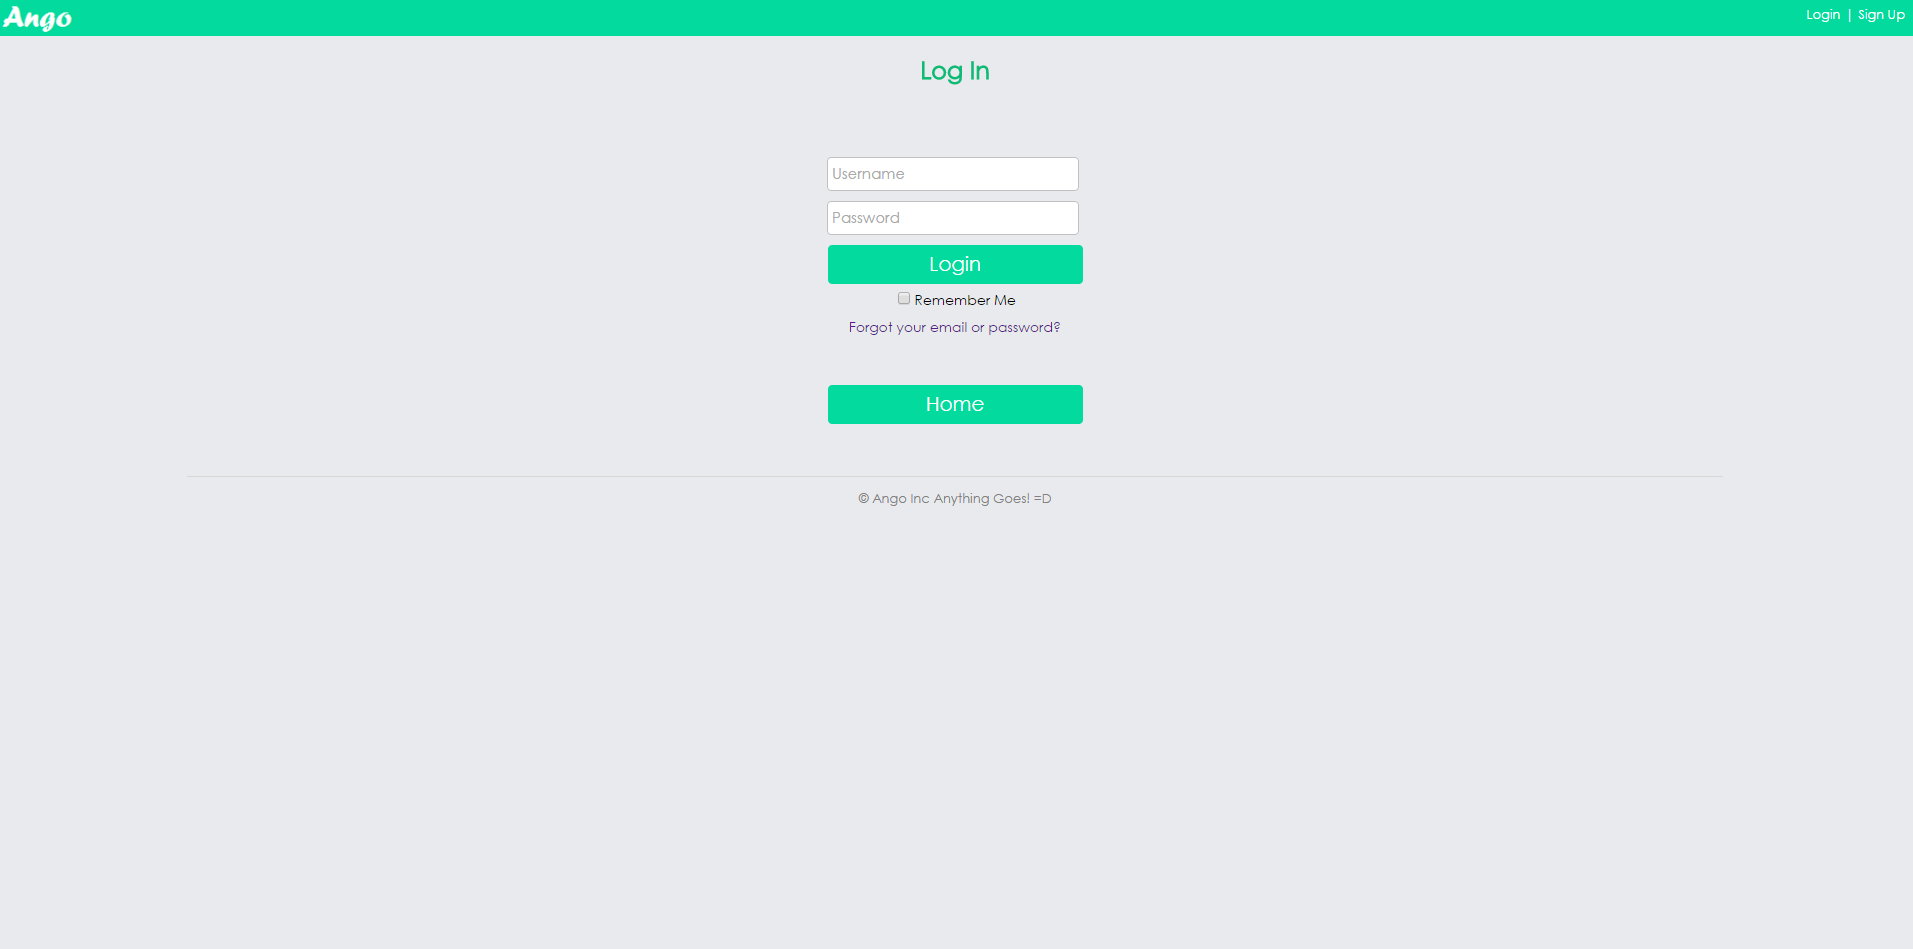 Ango
Login | Sign Up
Log In
Username
Password
Login
Remember Me
Forgot your email or password?
Home
© Ango Inc Anything Goes! =D